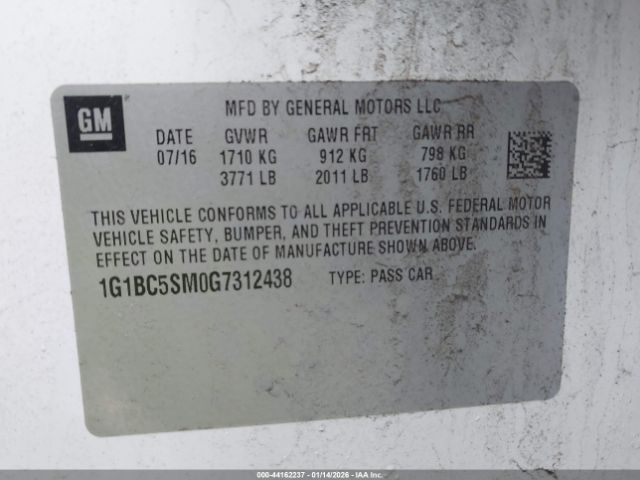 GM
MFD BY GENERAL MOTORS LLC
DATE GVWR GAWR FRT GAWR RR
07/16 1710 KG 912 KG 798 KG
3771 LB 2011 LB 1760 LB
THIS VEHICLE CONFORMS TO ALL APPLICABLE U.S. FEDERAL MOTOR
VEHICLE SAFETY, BUMPER, AND THEFT PREVENTION STANDARDS IN
EFFECT ON THE DATE OF MANUFACTURE SHOWN ABOVE.
1G1BC5SM0G7312438 TYPE: PASS CAR
000-44162237 - 01/14/2026 - IAA Corp.